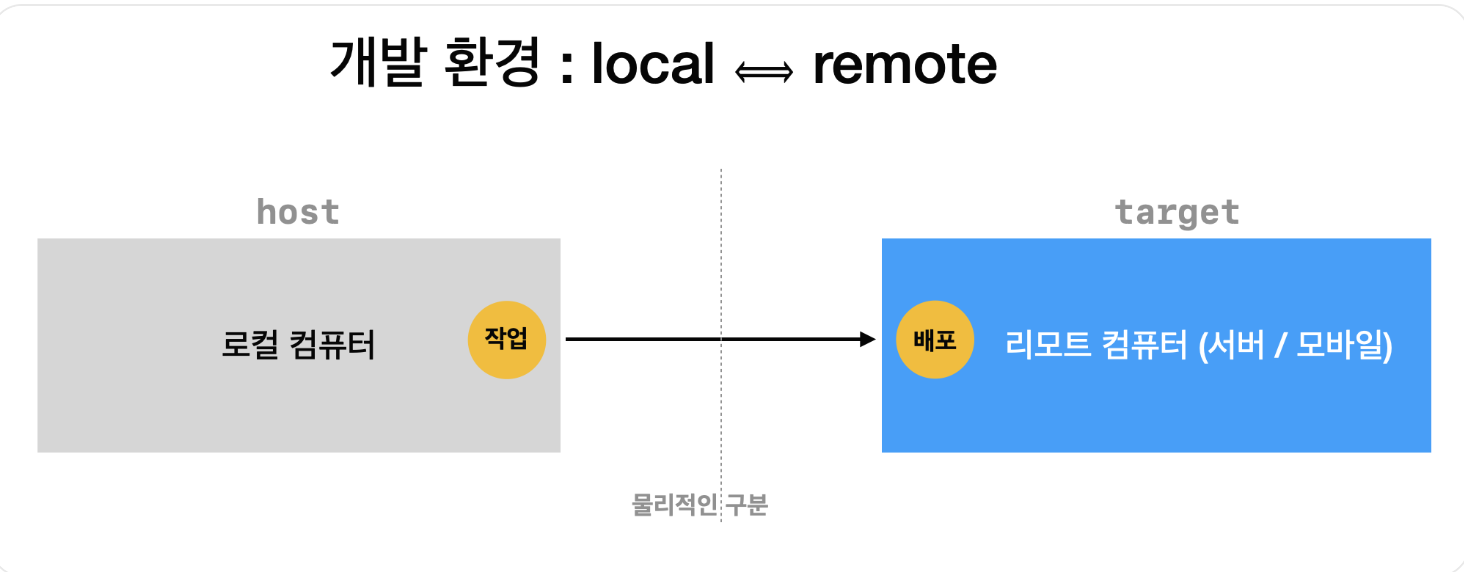 개발 환경 : local ⟺ remote
host
target
로컬 컴퓨터
작업
배포
리모트 컴퓨터 (서버 / 모바일)
물리적인 구분